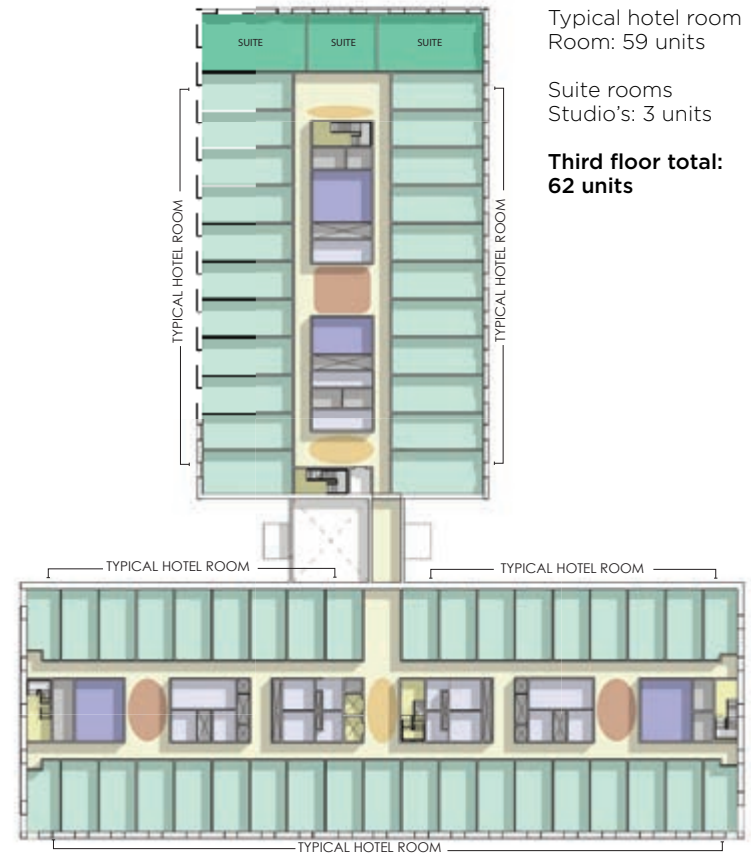 SUITE
SUITE
SUITE
Typical hotel room
Room: 59 units
Suite rooms
Studio's: 3 units
Third floor total:
62 units
TYPICAL HOTEL ROOM
TYPICAL HOTEL ROOM
TYPICAL HOTEL ROOM
TYPICAL HOTEL ROOM
TYPICAL HOTEL ROOM